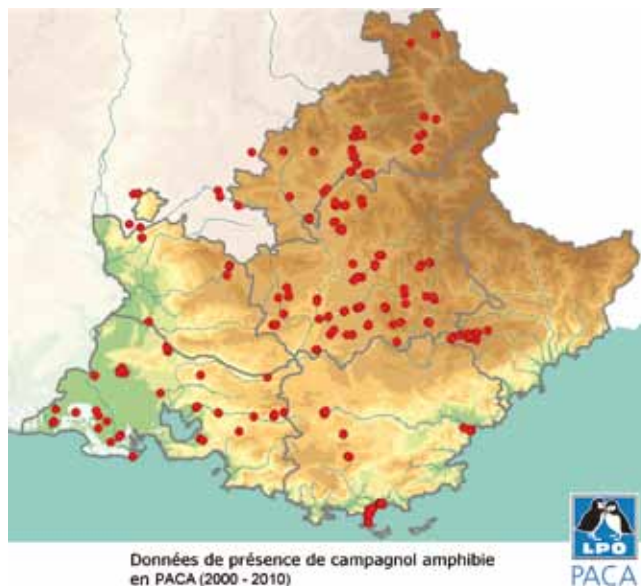 Données de présence de campagnol amphibie
en PACA (2000 - 2010)
LPO
PACA